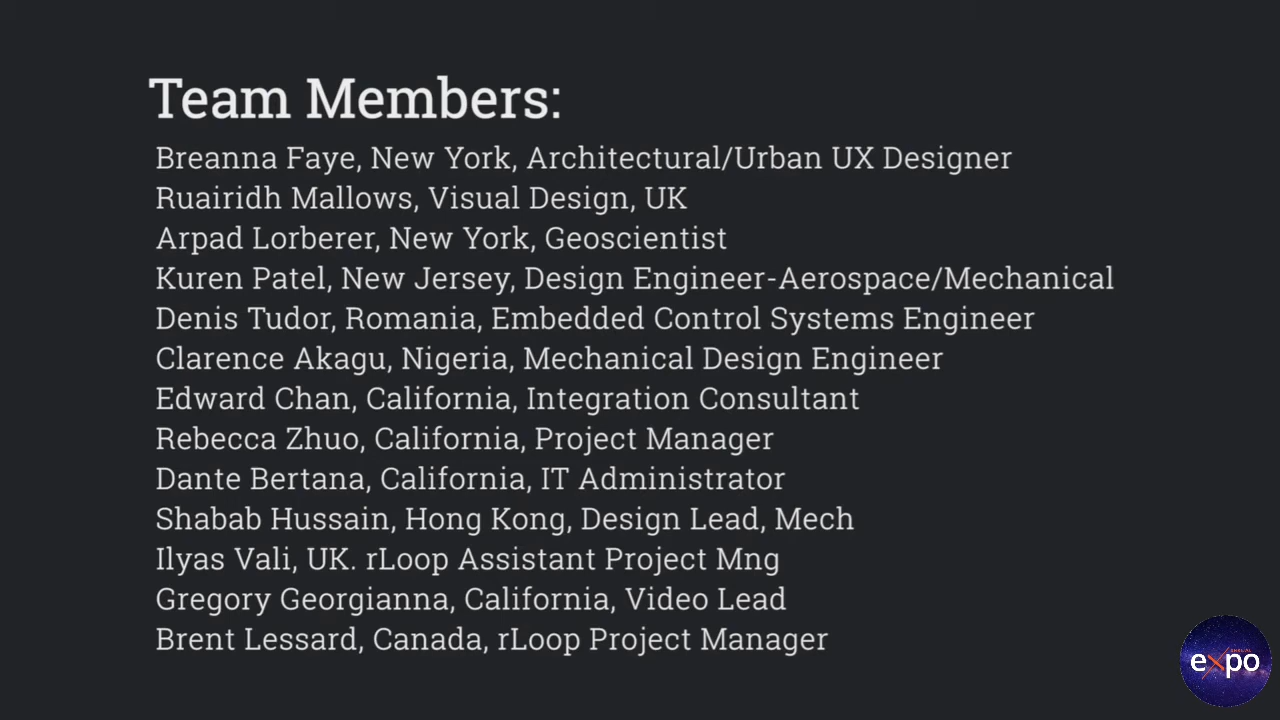 Team Members:
Breanna Faye, New York, Architectural/Urban UX Designer
Ruairidh Mallows, Visual Design, UK
Arpad Lorberer, New York, Geoscientist
Kuren Patel, New Jersey, Design Engineer-Aerospace/Mechanical
Denis Tudor, Romania, Embedded Control Systems Engineer
Clarence Akagu, Nigeria, Mechanical Design Engineer
Edward Chan, California, Integration Consultant
Rebecca Zhuo, California, Project Manager
Dante Bertana, California, IT Administrator
Shabab Hussain, Hong Kong, Design Lead, Mech
Ilyas Vali, UK. rLoop Assistant Project Mng
Gregory Georgianna, California, Video Lead
Brent Lessard, Canada, rLoop Project Manager
expo